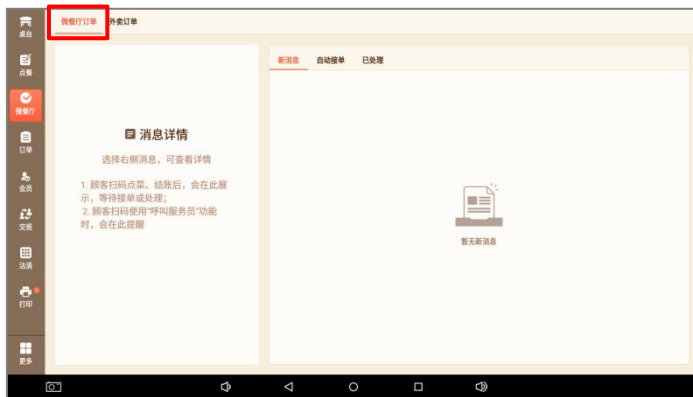 微餐厅订单
外卖订单
桌台
点餐
微餐厅
订单
会员
交班
沽清
打印
更多
消息详情
选择右侧消息，可查看详情
1. 顾客扫码点菜、结账后，会在此展
示，等待接单或处理；
2. 顾客扫码使用“呼叫服务员”功能
时，会在此提醒
新消息
自动接单
已处理
暂无新消息